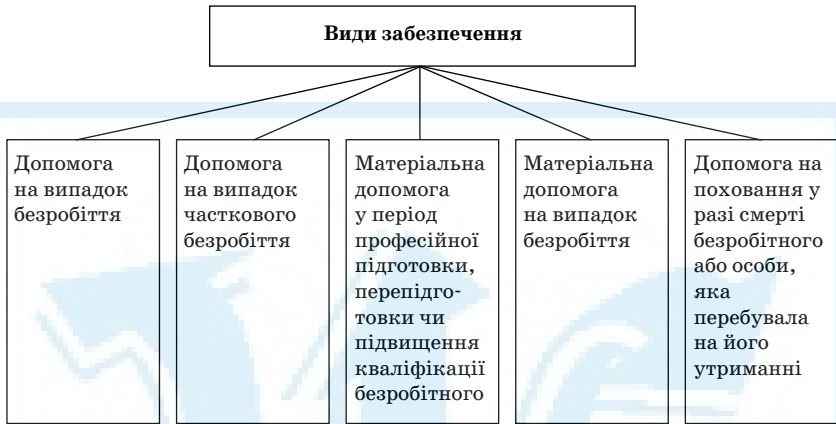 Види забезпечення
Допомога
на випадок
безробіття
Допомога
на випадок
часткового
безробіття
Матеріальна
допомога
у період
професійної
підготовки,
перепідго-
товки чи
підвищення
кваліфікації
безробітного
Матеріальна
допомога
на випадок
безробіття
Допомога на
поховання у
разі смерті
безробітного
або особи,
яка
перебувала
на його
утриманні